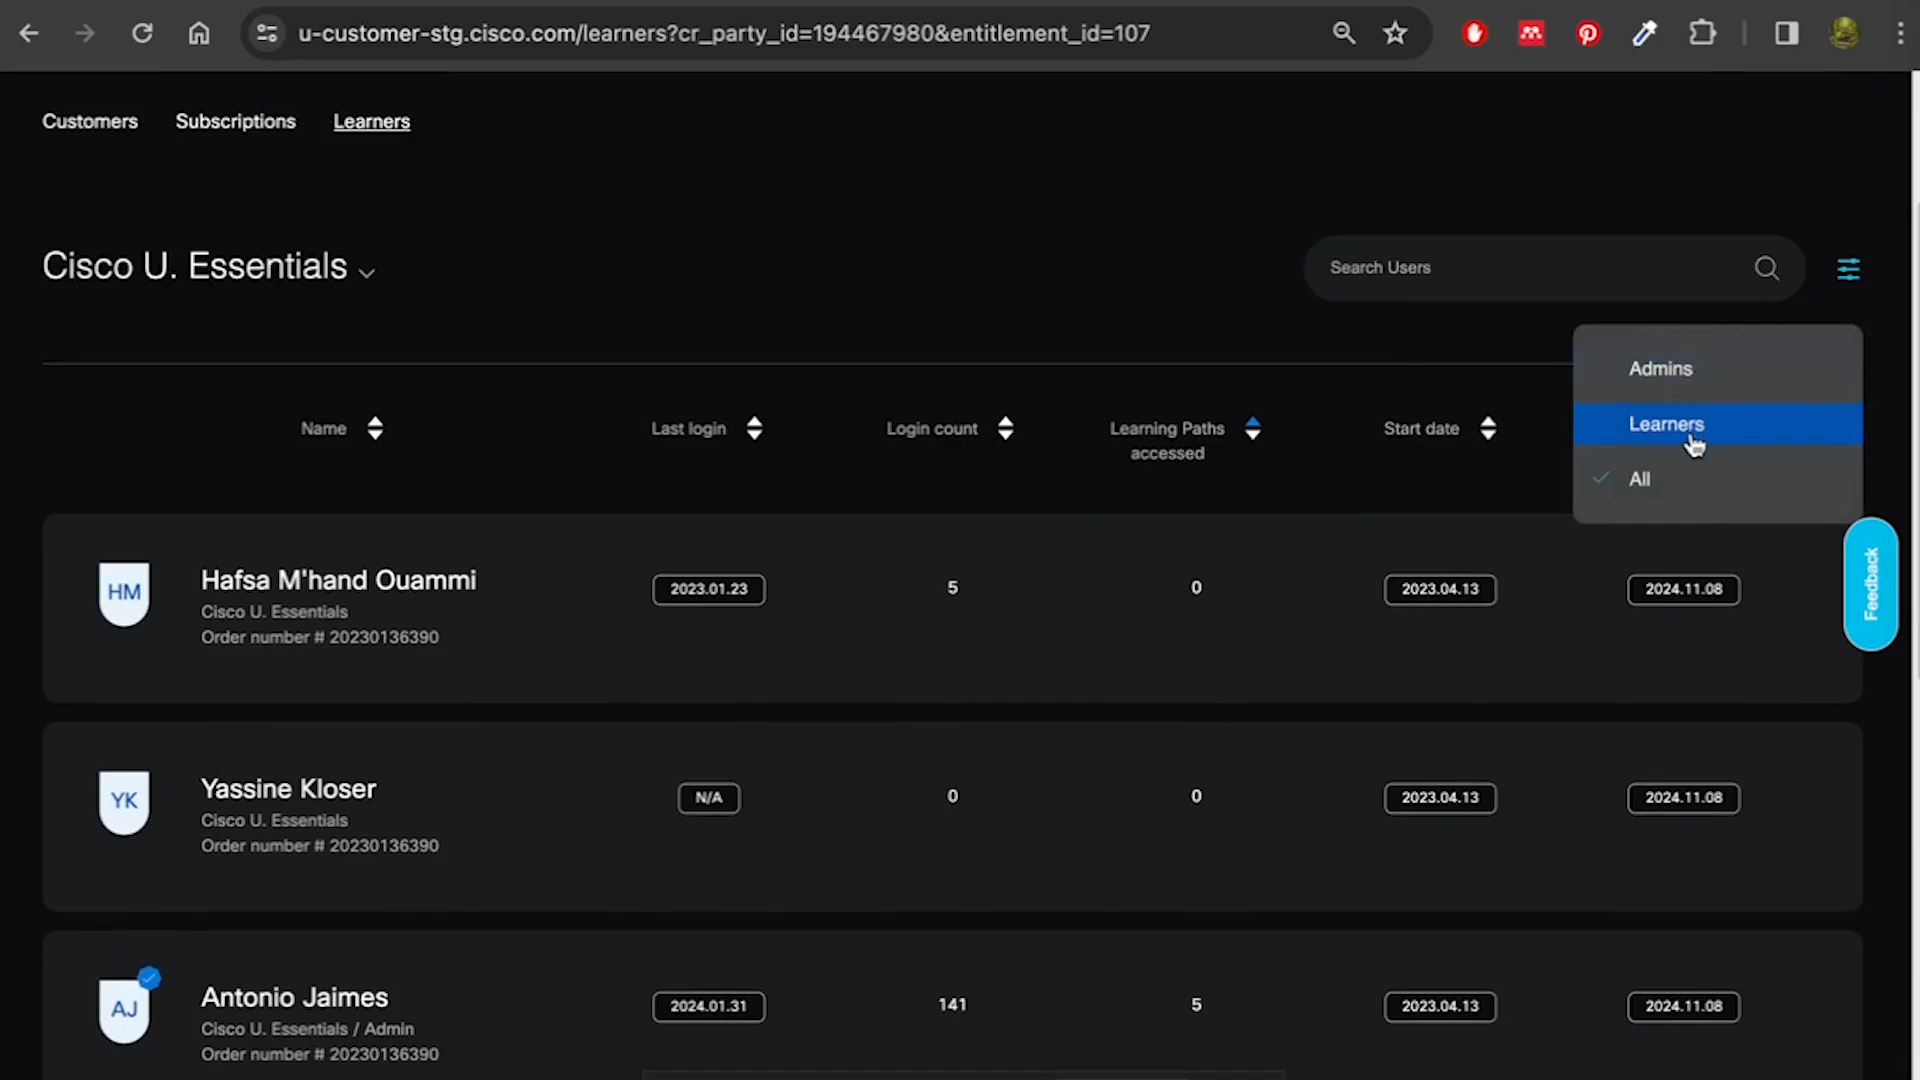 u-customer-stg.cisco.com/learners?cr_party_id=194467980&entitlement_id=107
Customers
Subscriptions
Learners
Cisco U. Essentials
Search Users
Admins
Learners
All
Name
Last login
Login count
Learning Paths
accessed
Start date
HM
Hafsa M'hand Ouammi
Cisco U. Essentials
Order number # 20230136390
2023.01.23
5
0
2023.04.13
2024.11.08
Feedback
YK
Yassine Kloser
Cisco U. Essentials
Order number # 20230136390
N/A
0
0
2023.04.13
2024.11.08
AJ
Antonio Jaimes
Cisco U. Essentials / Admin
Order number # 20230136390
2024.01.31
141
5
2023.04.13
2024.11.08